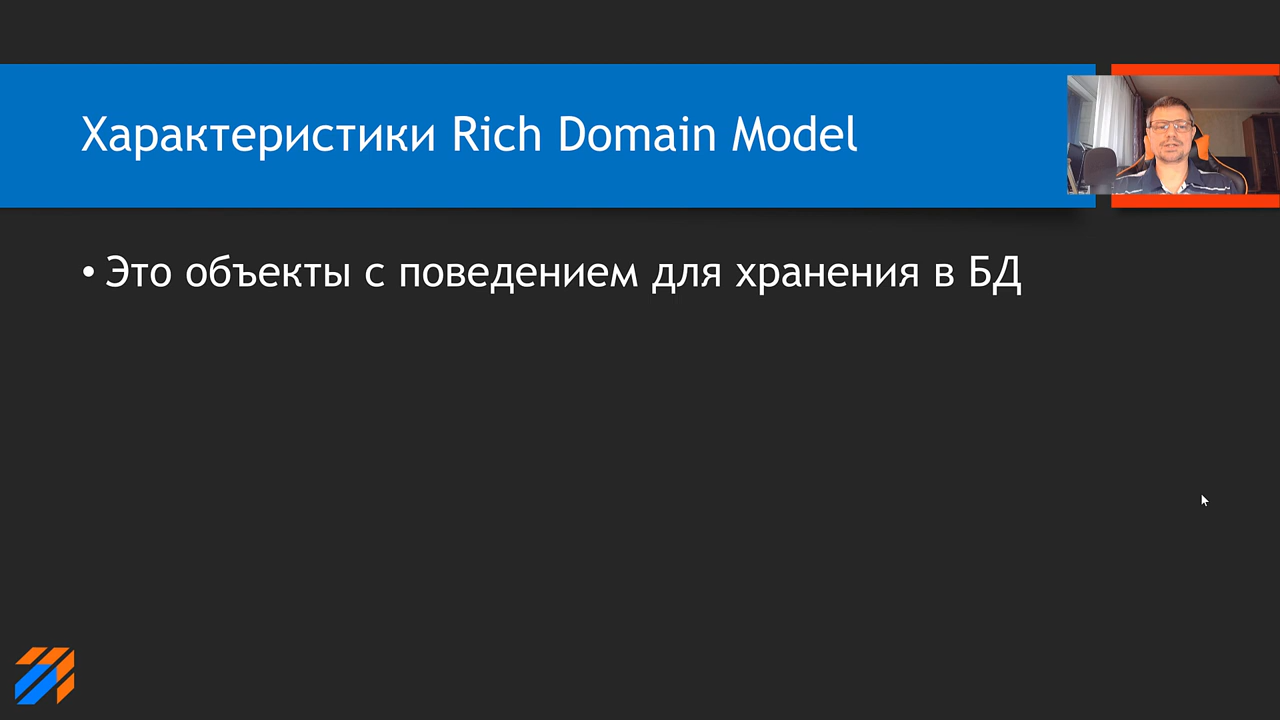 Характеристики Rich Domain Model
• Это объекты с поведением для хранения в БД